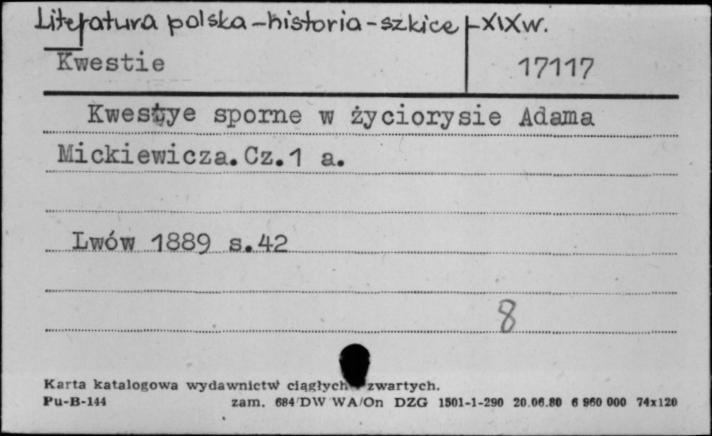 Literatura polska-historia-szkice-XIXw.
Kwestie 17117
Kwestye sporne w życiorysie Adama
Mickiewicza.Cz.1 a.
Lwów 1889 s.42
8
Karta katalogowa wydawnictw ciągłych zwartych.
Pu-B-144 zam. 684/DW WA/On DZG 1501-1-290 20.06.80 6 960 000 74x120